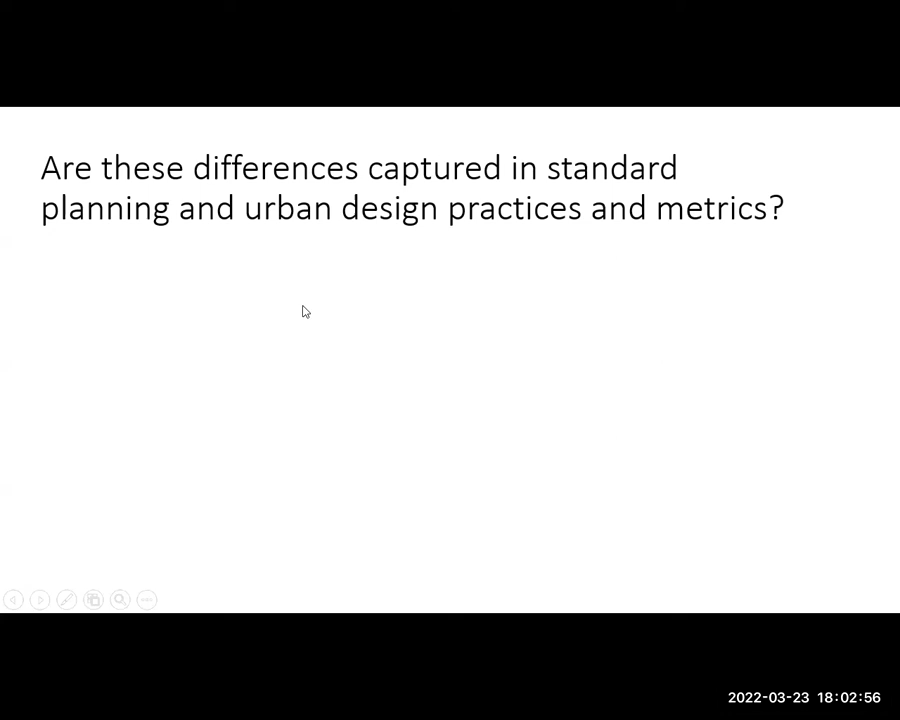 Are these differences captured in standard
planning and urban design practices and metrics?
2022-03-23 18:02:56